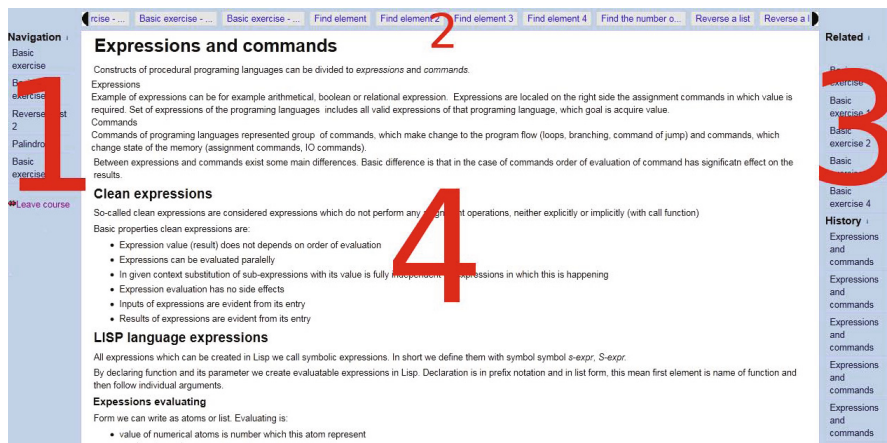 rcise - ... Basic exercise - ... Basic exercise - ... Find element Find element 2 Find element 3 Find element 4 Find the number o... Reverse a list Reverse a l
2
Navigation
Basic
exercise
exercise
Reverse
2
Palindro
Basic
exercise
Leave course
1
Expressions and commands
Constructs of procedural programing languages can be divided to expressions and commands.
Expressions
Example of expressions can be for example arithmetical, boolean or relational expression. Expressions are localed on the right side the assignment commands in which value is
required. Set of expressions of the programing languages includes all valid expressions of that programing language, which goal is acquire value.
Commands
Commands of programing languages represented group of commands, which make change to the program flow (loops, branching, command of jump) and commands, which
change state of the memory (assignment commands, IO commands).
Between expressions and commands exist some main differences. Basic difference is that in the case of commands order of evaluation of command has significatn effect on the
results.
Clean expressions
So-called clean expressions are considered expressions which do not perform any operations, neither explicitly or implicitly (with call function)
Basic properties clean expressions are:
• Expression value (result) does not depends on order of evaluation
• Expressions can be evaluated paralelly
• In given context substitution of sub-expressions with its value is fully expressions in which this is happening
• Expression evaluation has no side effects
• Inputs of expressions are evident from its entry
• Results of expressions are evident from its entry
4
LISP language expressions
All expressions which can be created in Lisp we call symbolic expressions. In short we define them with symbol symbol s-expr, S-expr.
By declaring function and its parameter we create evaluatable expressions in Lisp. Declaration is in prefix notation and in list form, this mean first element is name of function and
then follow individual arguments.
Expessions evaluating
Form we can write as atoms or list. Evaluating is:
• value of numerical atoms is number which this atom represent
Related
exercise
Basic
exercise 1
Basic
exercise 2
Basic
Basic
exercise 4
3
History
Expressions
and
commands
Expressions
and
commands
Expressions
and
commands
Expressions
and
commands
Expressions
and
commands